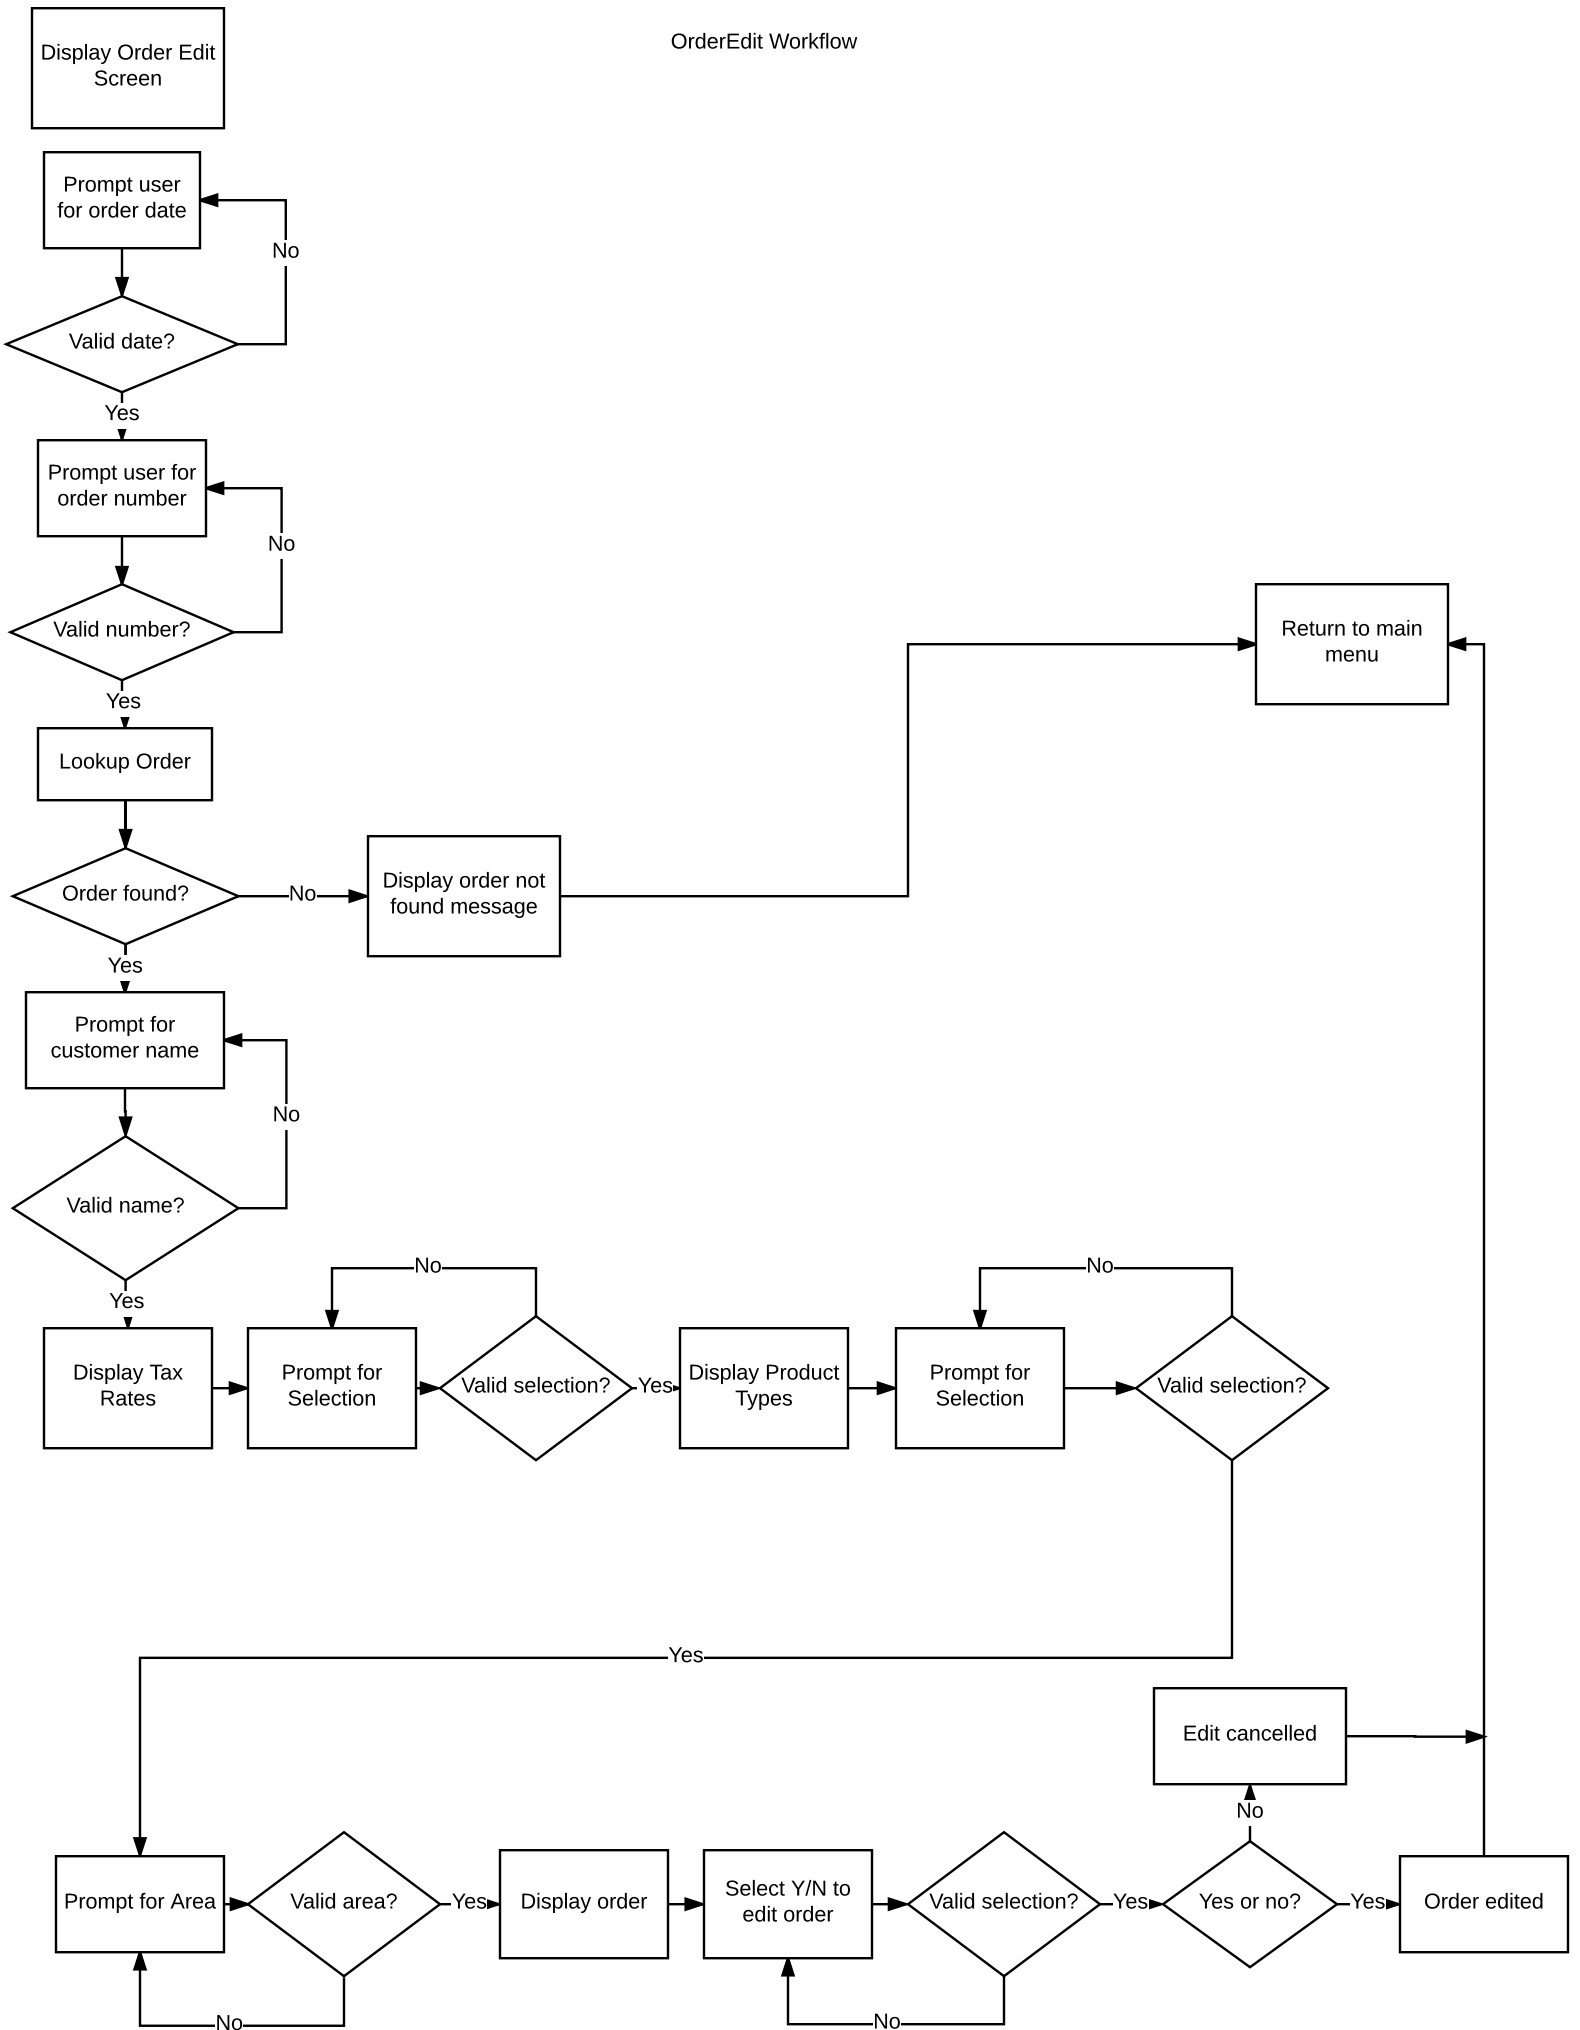 OrderEdit Workflow
Display Order Edit
Screen
Prompt user
for order date
No
Valid date?
Yes
Prompt user for
order number
No
Valid number?
Yes
Return to main
menu
Lookup Order
Order found?
No
Display order not
found message
Yes
Prompt for
customer name
No
Valid name?
Yes
No
No
Display Tax
Rates
Prompt for
Selection
Valid selection?
Yes
Display Product
Types
Prompt for
Selection
Valid selection?
Yes
Edit cancelled
No
Prompt for Area
Valid area?
Yes
Display order
Select Y/N to
edit order
Valid selection?
Yes
Yes or no?
Yes
Order edited
No
No